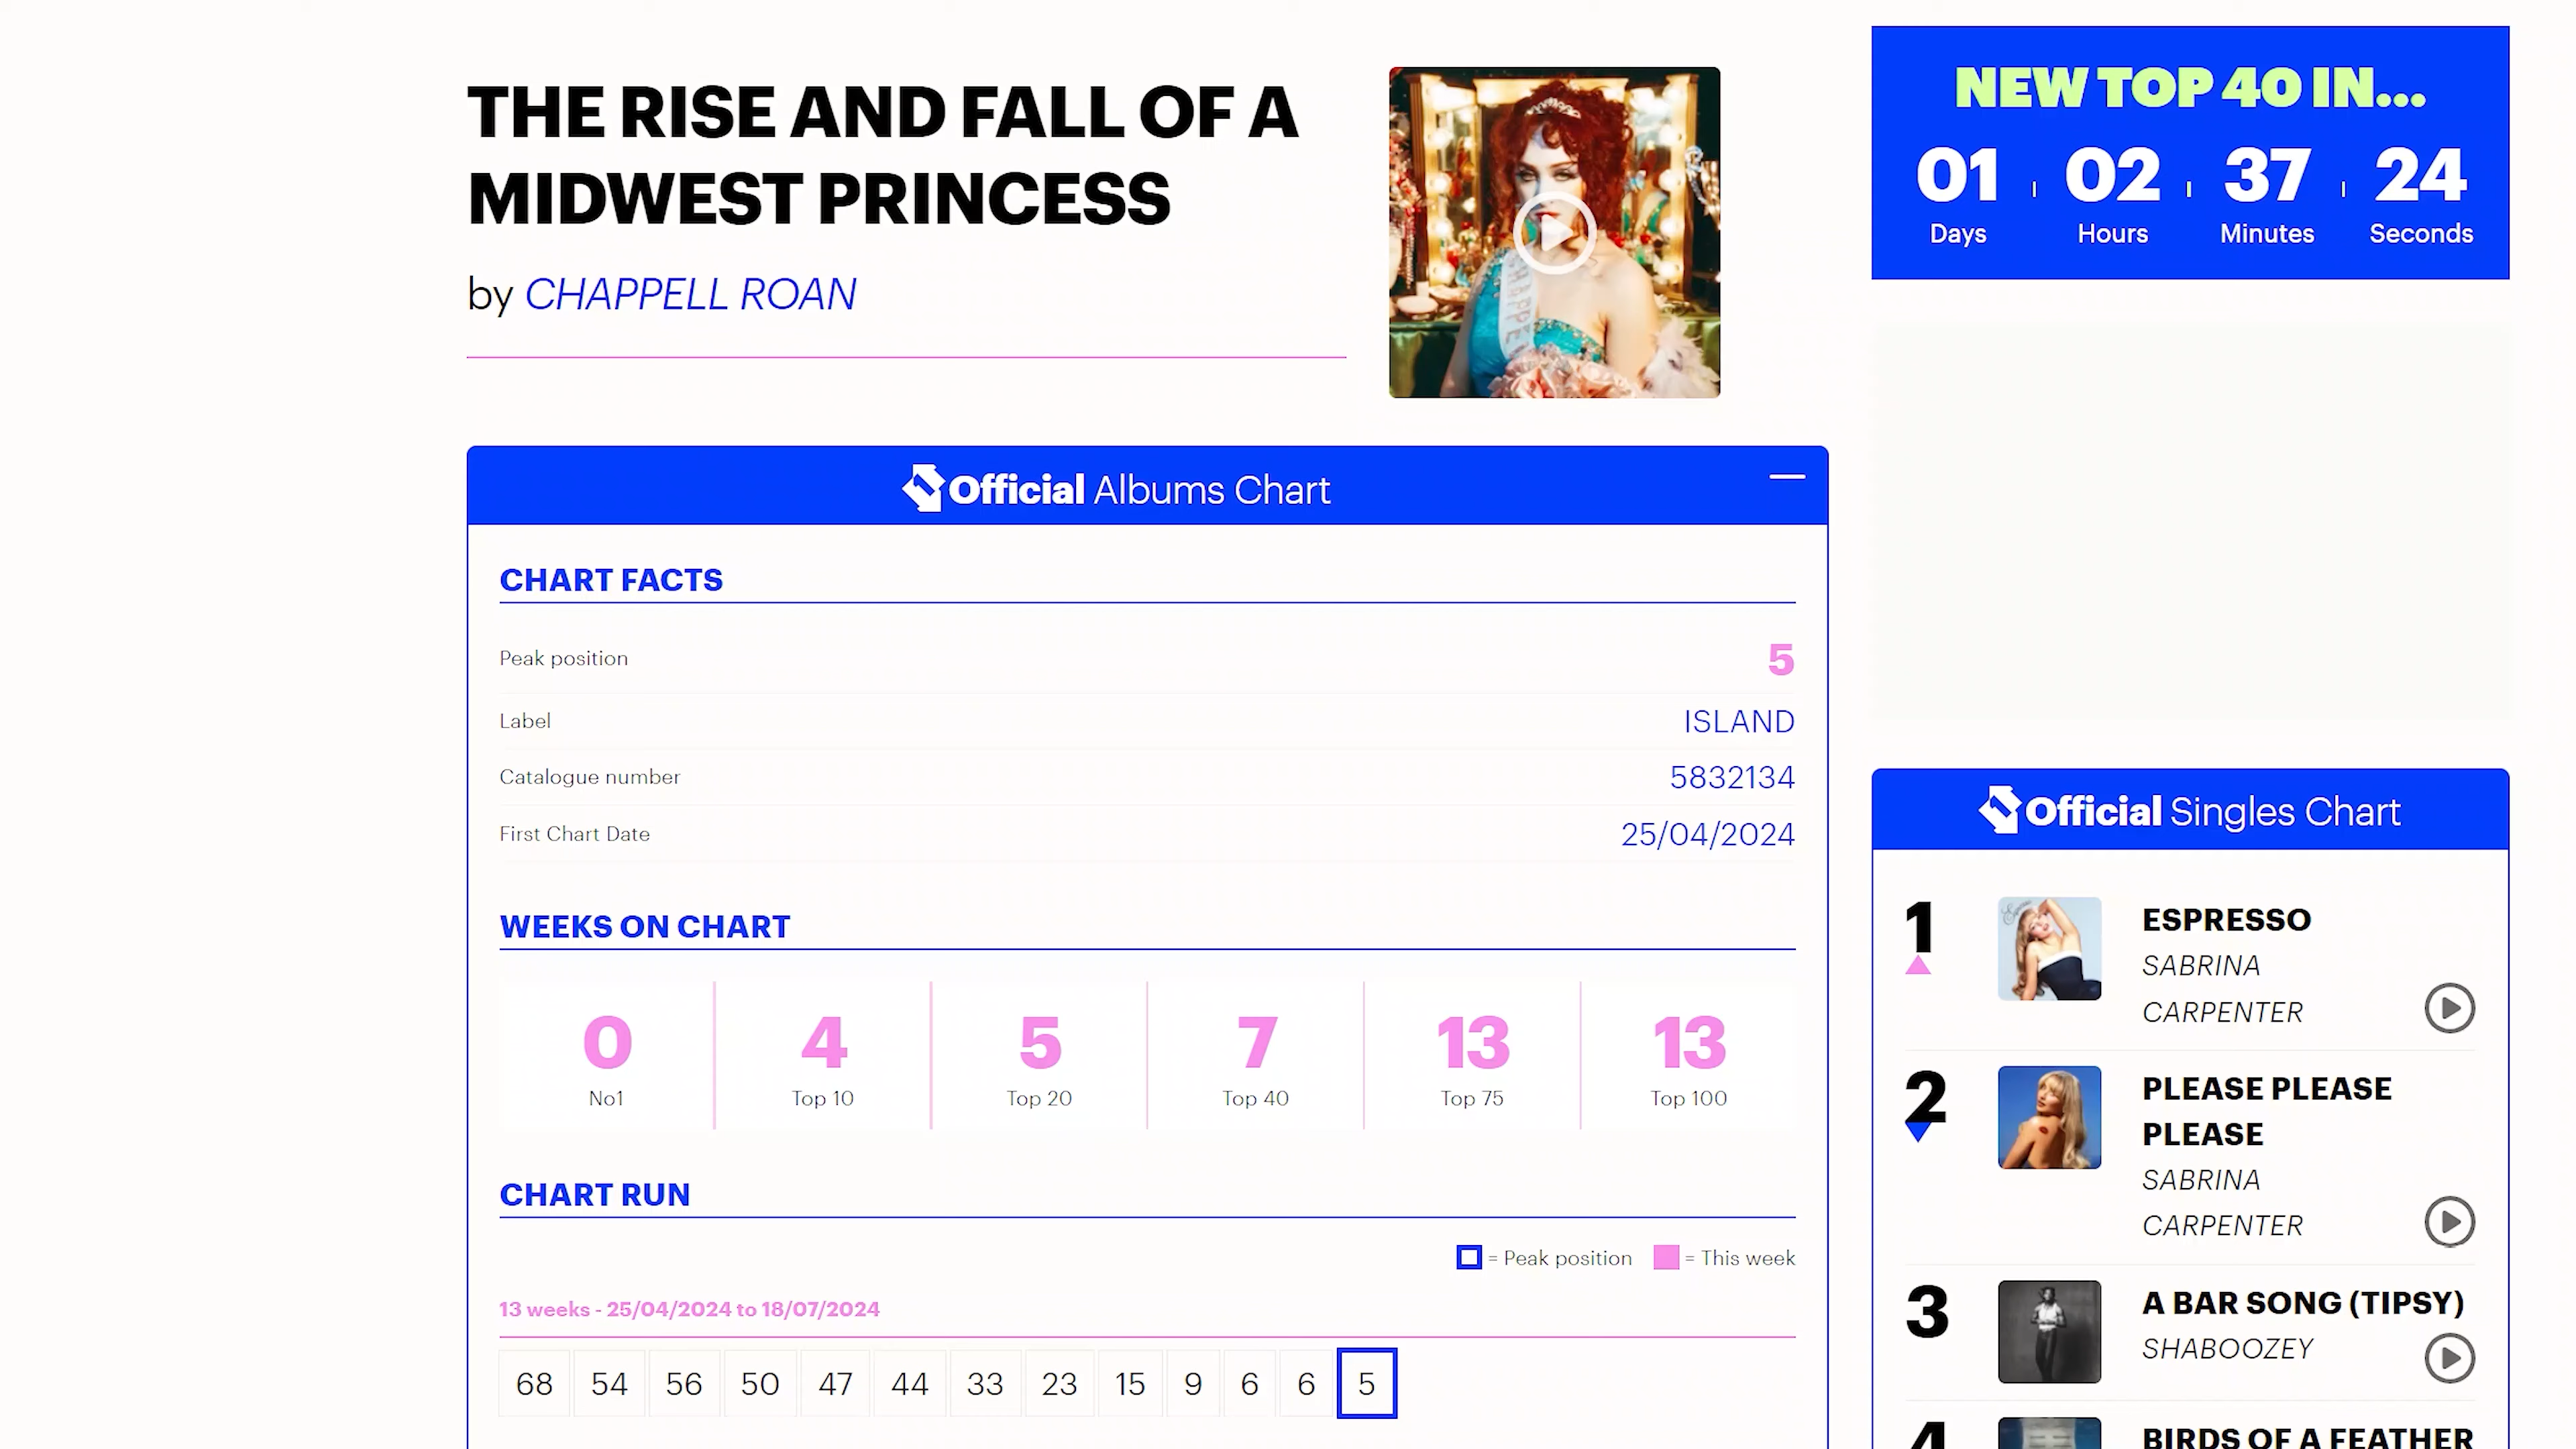 THE RISE AND FALL OF A
MIDWEST PRINCESS
by CHAPPELL ROAN
NEW TOP 40 IN...
01 02 37 24
Days Hours Minutes Seconds
Official Albums Chart
CHART FACTS
Peak position 5
Label ISLAND
Catalogue number 5832134
First Chart Date 25/04/2024
WEEKS ON CHART
0 4 5 7 13 13
No1 Top 10 Top 20 Top 40 Top 75 Top 100
CHART RUN
= Peak position = This week
13 weeks - 25/04/2024 to 18/07/2024
68 54 56 50 47 44 33 23 15 9 6 6 5
Official Singles Chart
1 ESPRESSO
SABRINA
CARPENTER
2 PLEASE PLEASE
PLEASE
SABRINA
CARPENTER
3 A BAR SONG (TIPSY)
SHABOOZEY
4 BIRDS OF A FEATHER